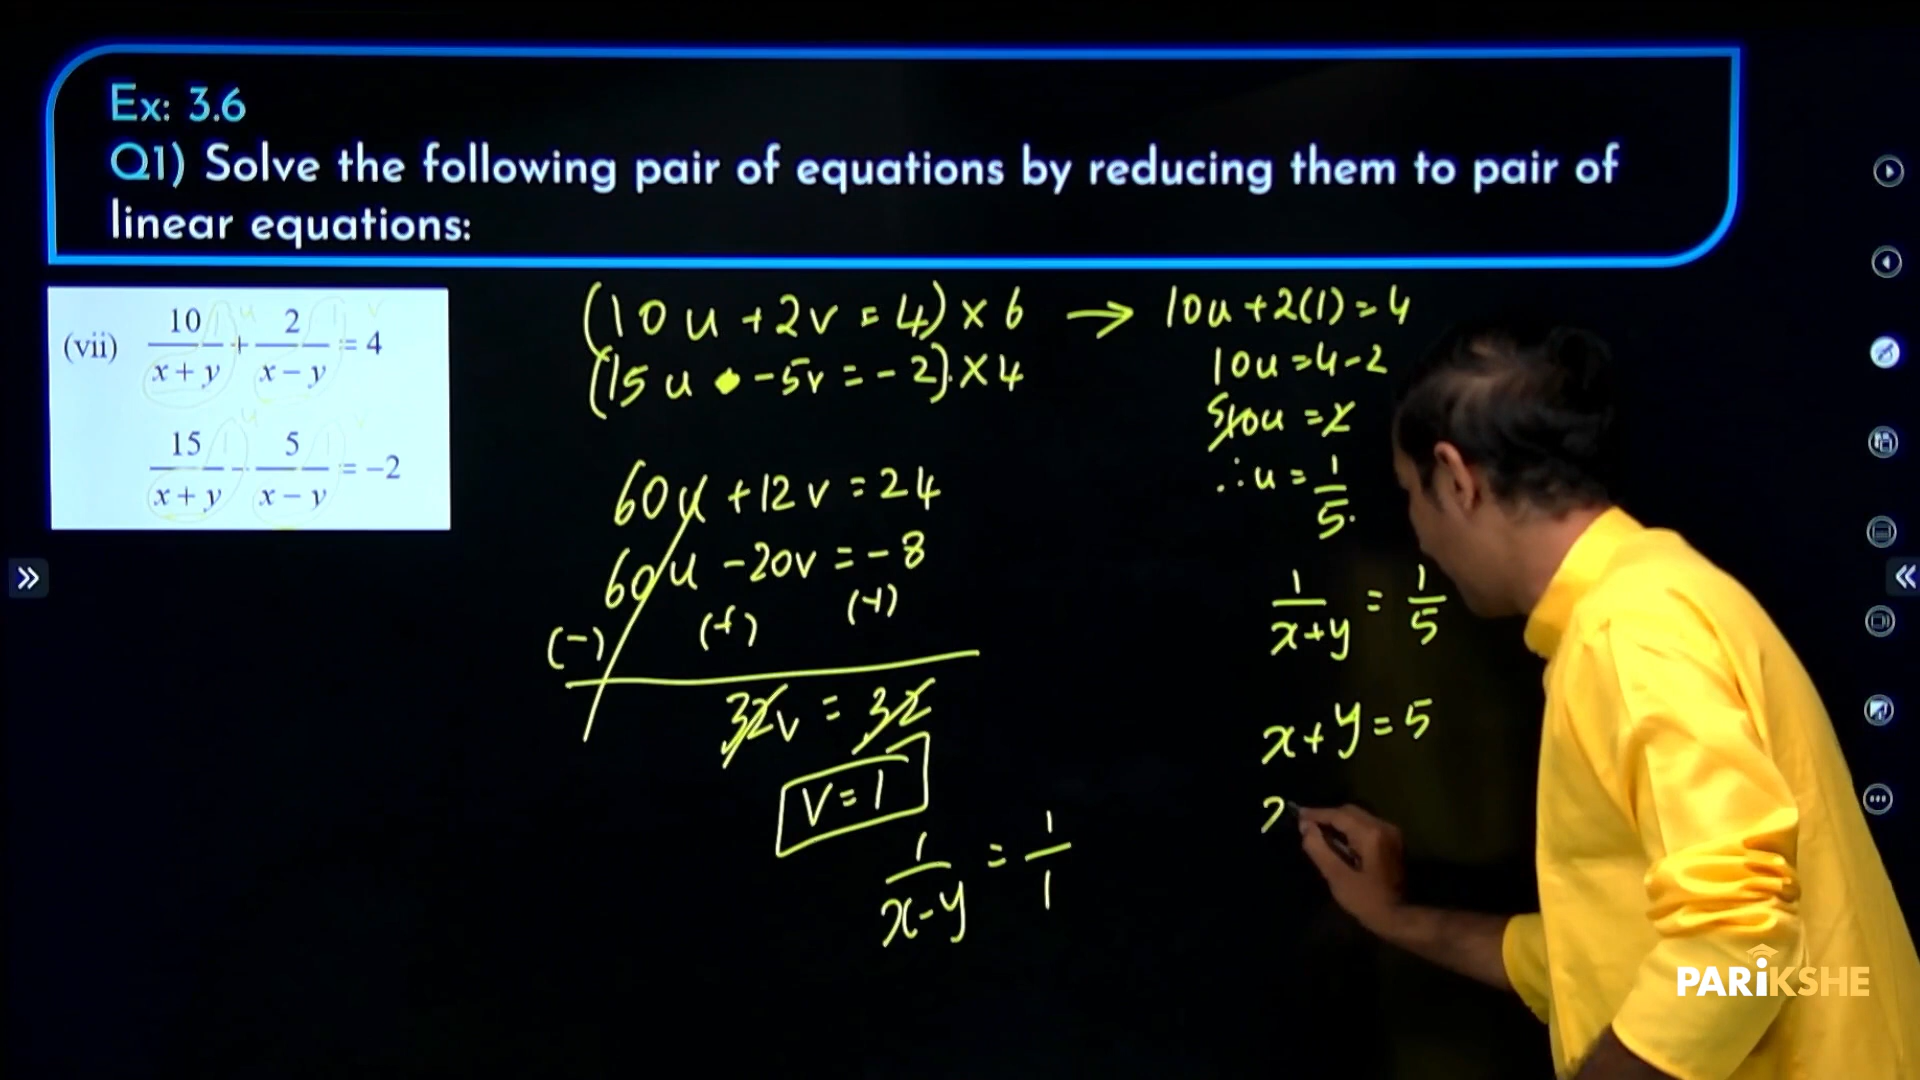 Ex: 3.6
Q1) Solve the following pair of equations by reducing them to pair of
linear equations:
(vii) 10/(x + y) + 2/(x – y) = 4
15/(x + y) – 5/(x – y) = –2
(10u + 2v = 4) × 6 →
(15u - 5v = -2) × 4
60u + 12v = 24
60u - 20v = -8
(-) (+) (+)
32v = 32
v = 1
1/(x-y) = 1/1
10u + 2(1) = 4
10u = 4 - 2
5 10u = 2
∴ u = 1/5.
1/(x+y) = 1/5
x + y = 5
PARiKSHE